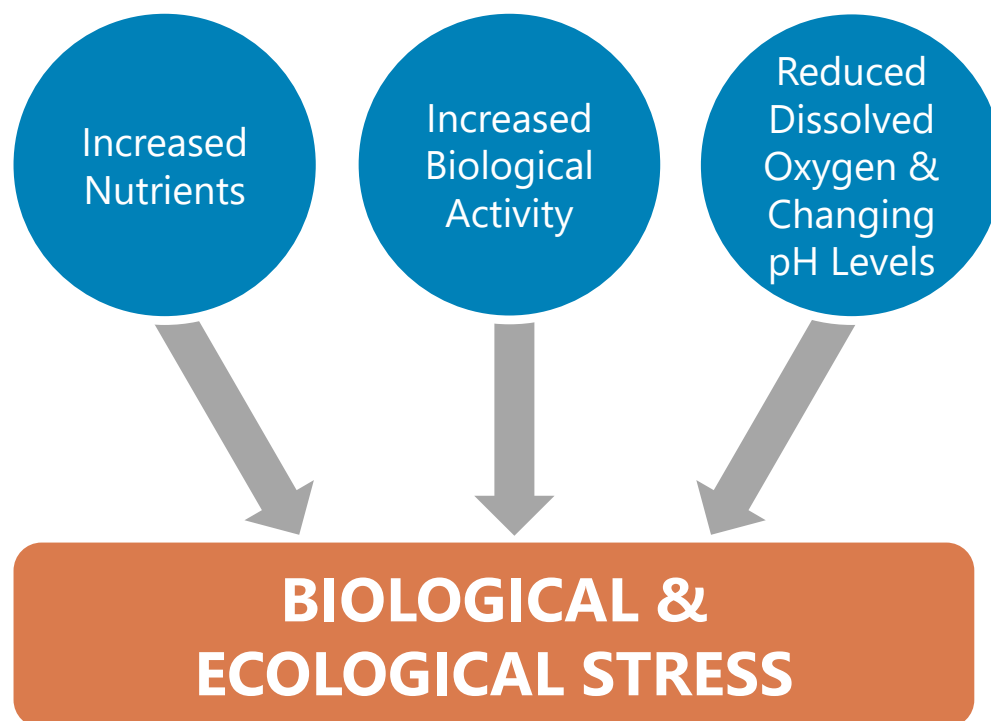 Increased
Nutrients
Increased
Biological
Activity
Reduced
Dissolved
Oxygen &
Changing
pH Levels
BIOLOGICAL &
ECOLOGICAL STRESS